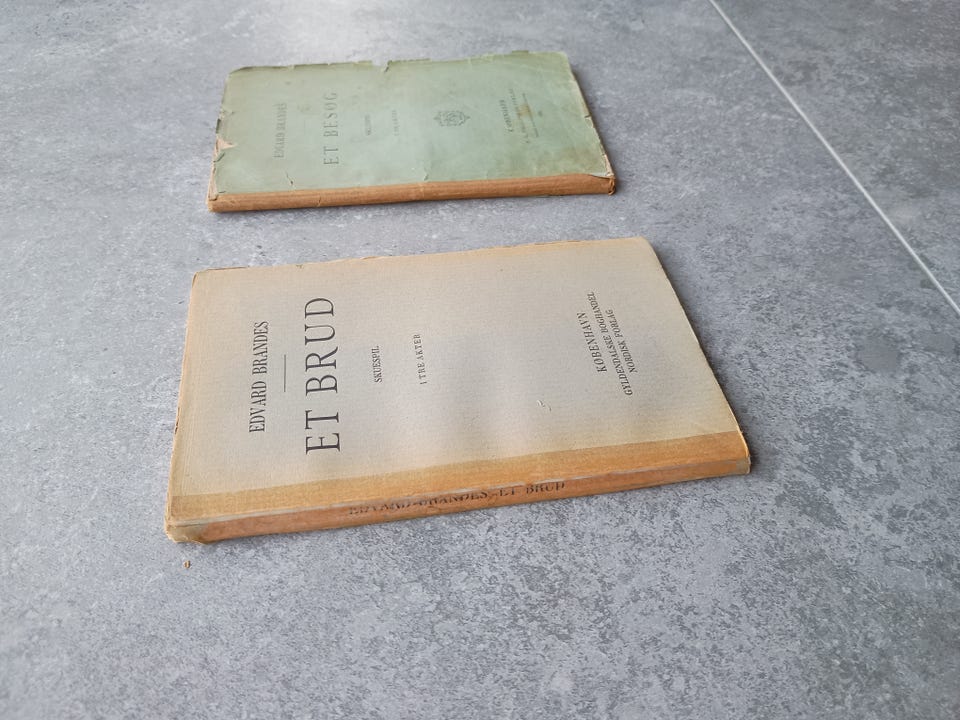 EDVARD BRANDES
ET BESØG
EDVARD BRANDES
ET BRUD
SKUESPIL
I TRE AKTER
KØBENHAVN
GYLDENDALSKE BOGHANDEL
NORDISK FORLAG
EDVARD BRANDES, ET BRUD